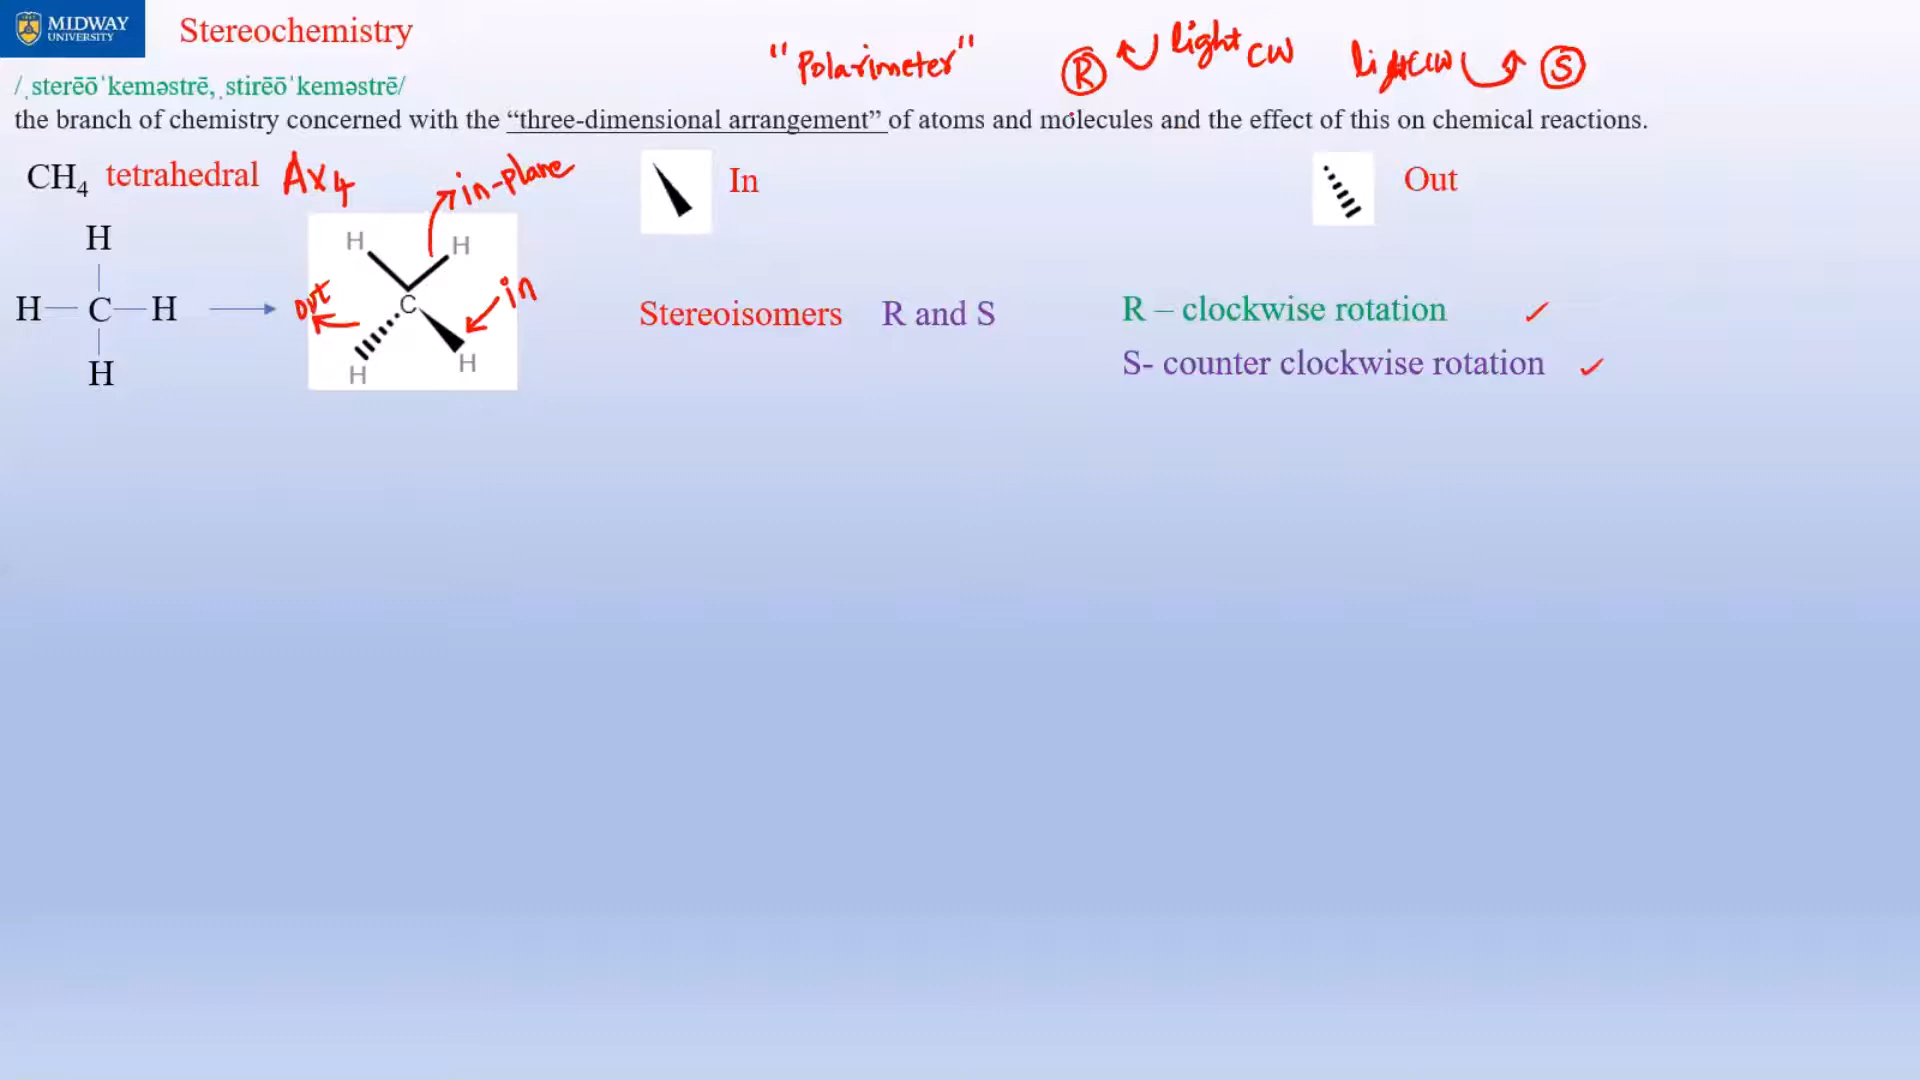 MIDWAY
UNIVERSITY
Stereochemistry
"Polarimeter"
R light CW
light CCW S
/ˌsterēōˈkeməstrē,ˌstirēōˈkeməstrē/
the branch of chemistry concerned with the “three-dimensional arrangement” of atoms and molecules and the effect of this on chemical reactions.
CH₄ tetrahedral AX4
in-plane
In
Out
H
H C H
H
H H
C
H H
out
in
Stereoisomers R and S
R – clockwise rotation
S- counter clockwise rotation